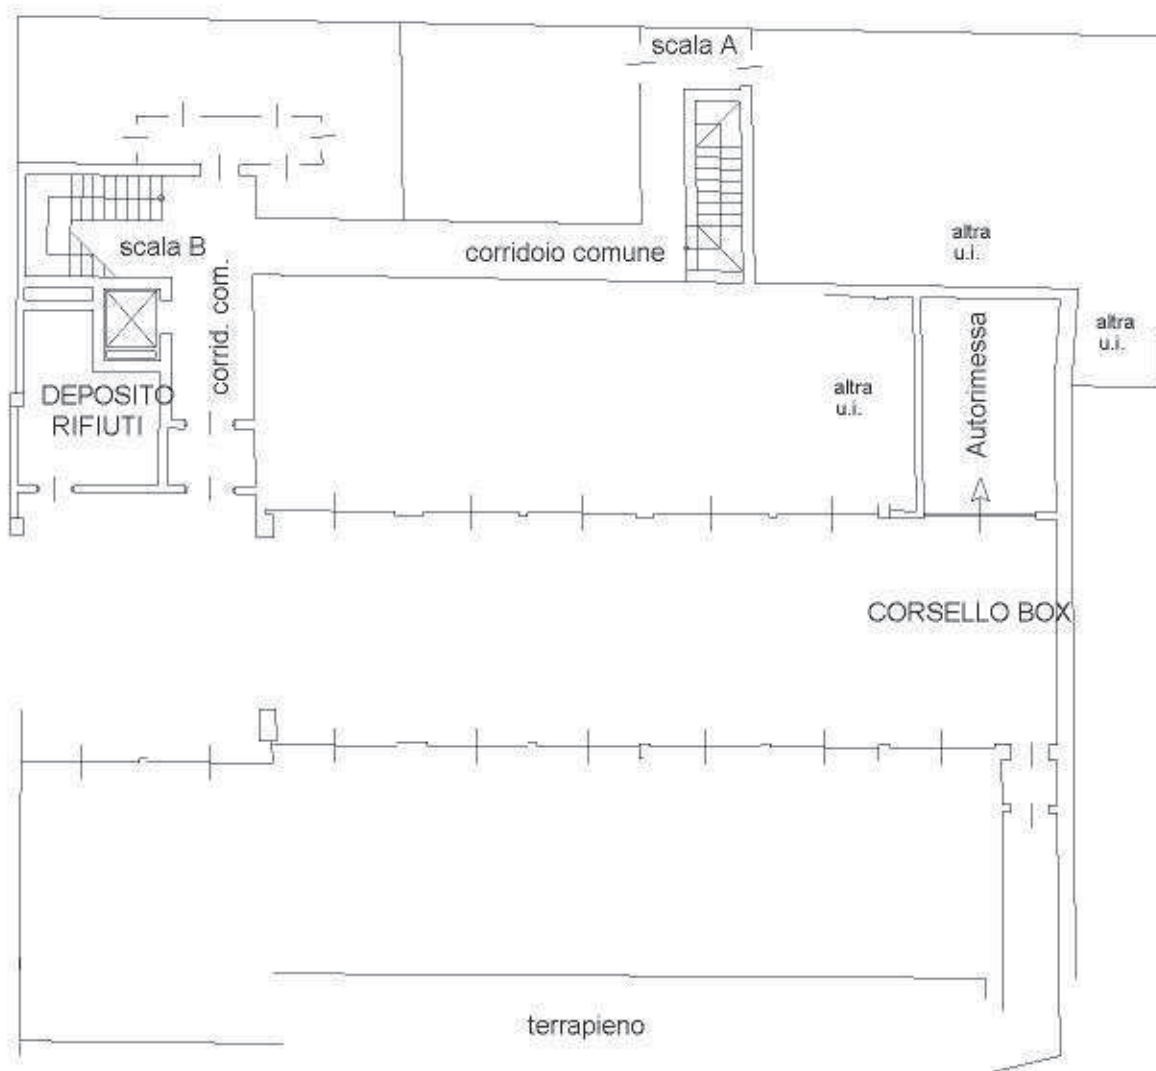 scala A
scala B
corridoio comune
altra
u.i.
corrid. com.
Autorimessa
altra
u.i.
DEPOSITO
RIFIUTI
altra
u.i.
CORSELLO BOX
terrapieno